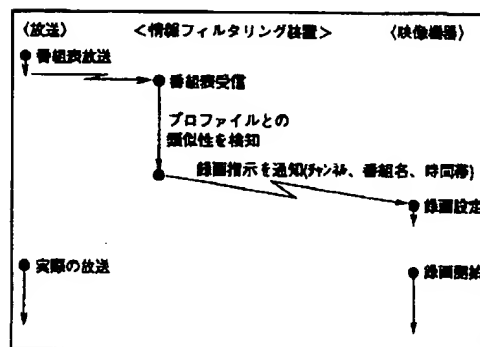 〈放送〉 <情報フィルタリング装置> 〈映像機器〉
番組表放送
番組表受信
プロファイルとの
類似性を検知
録画指示を通知(チャンネル、番組名、時間帯)
録画設定
実際の放送
録画開始